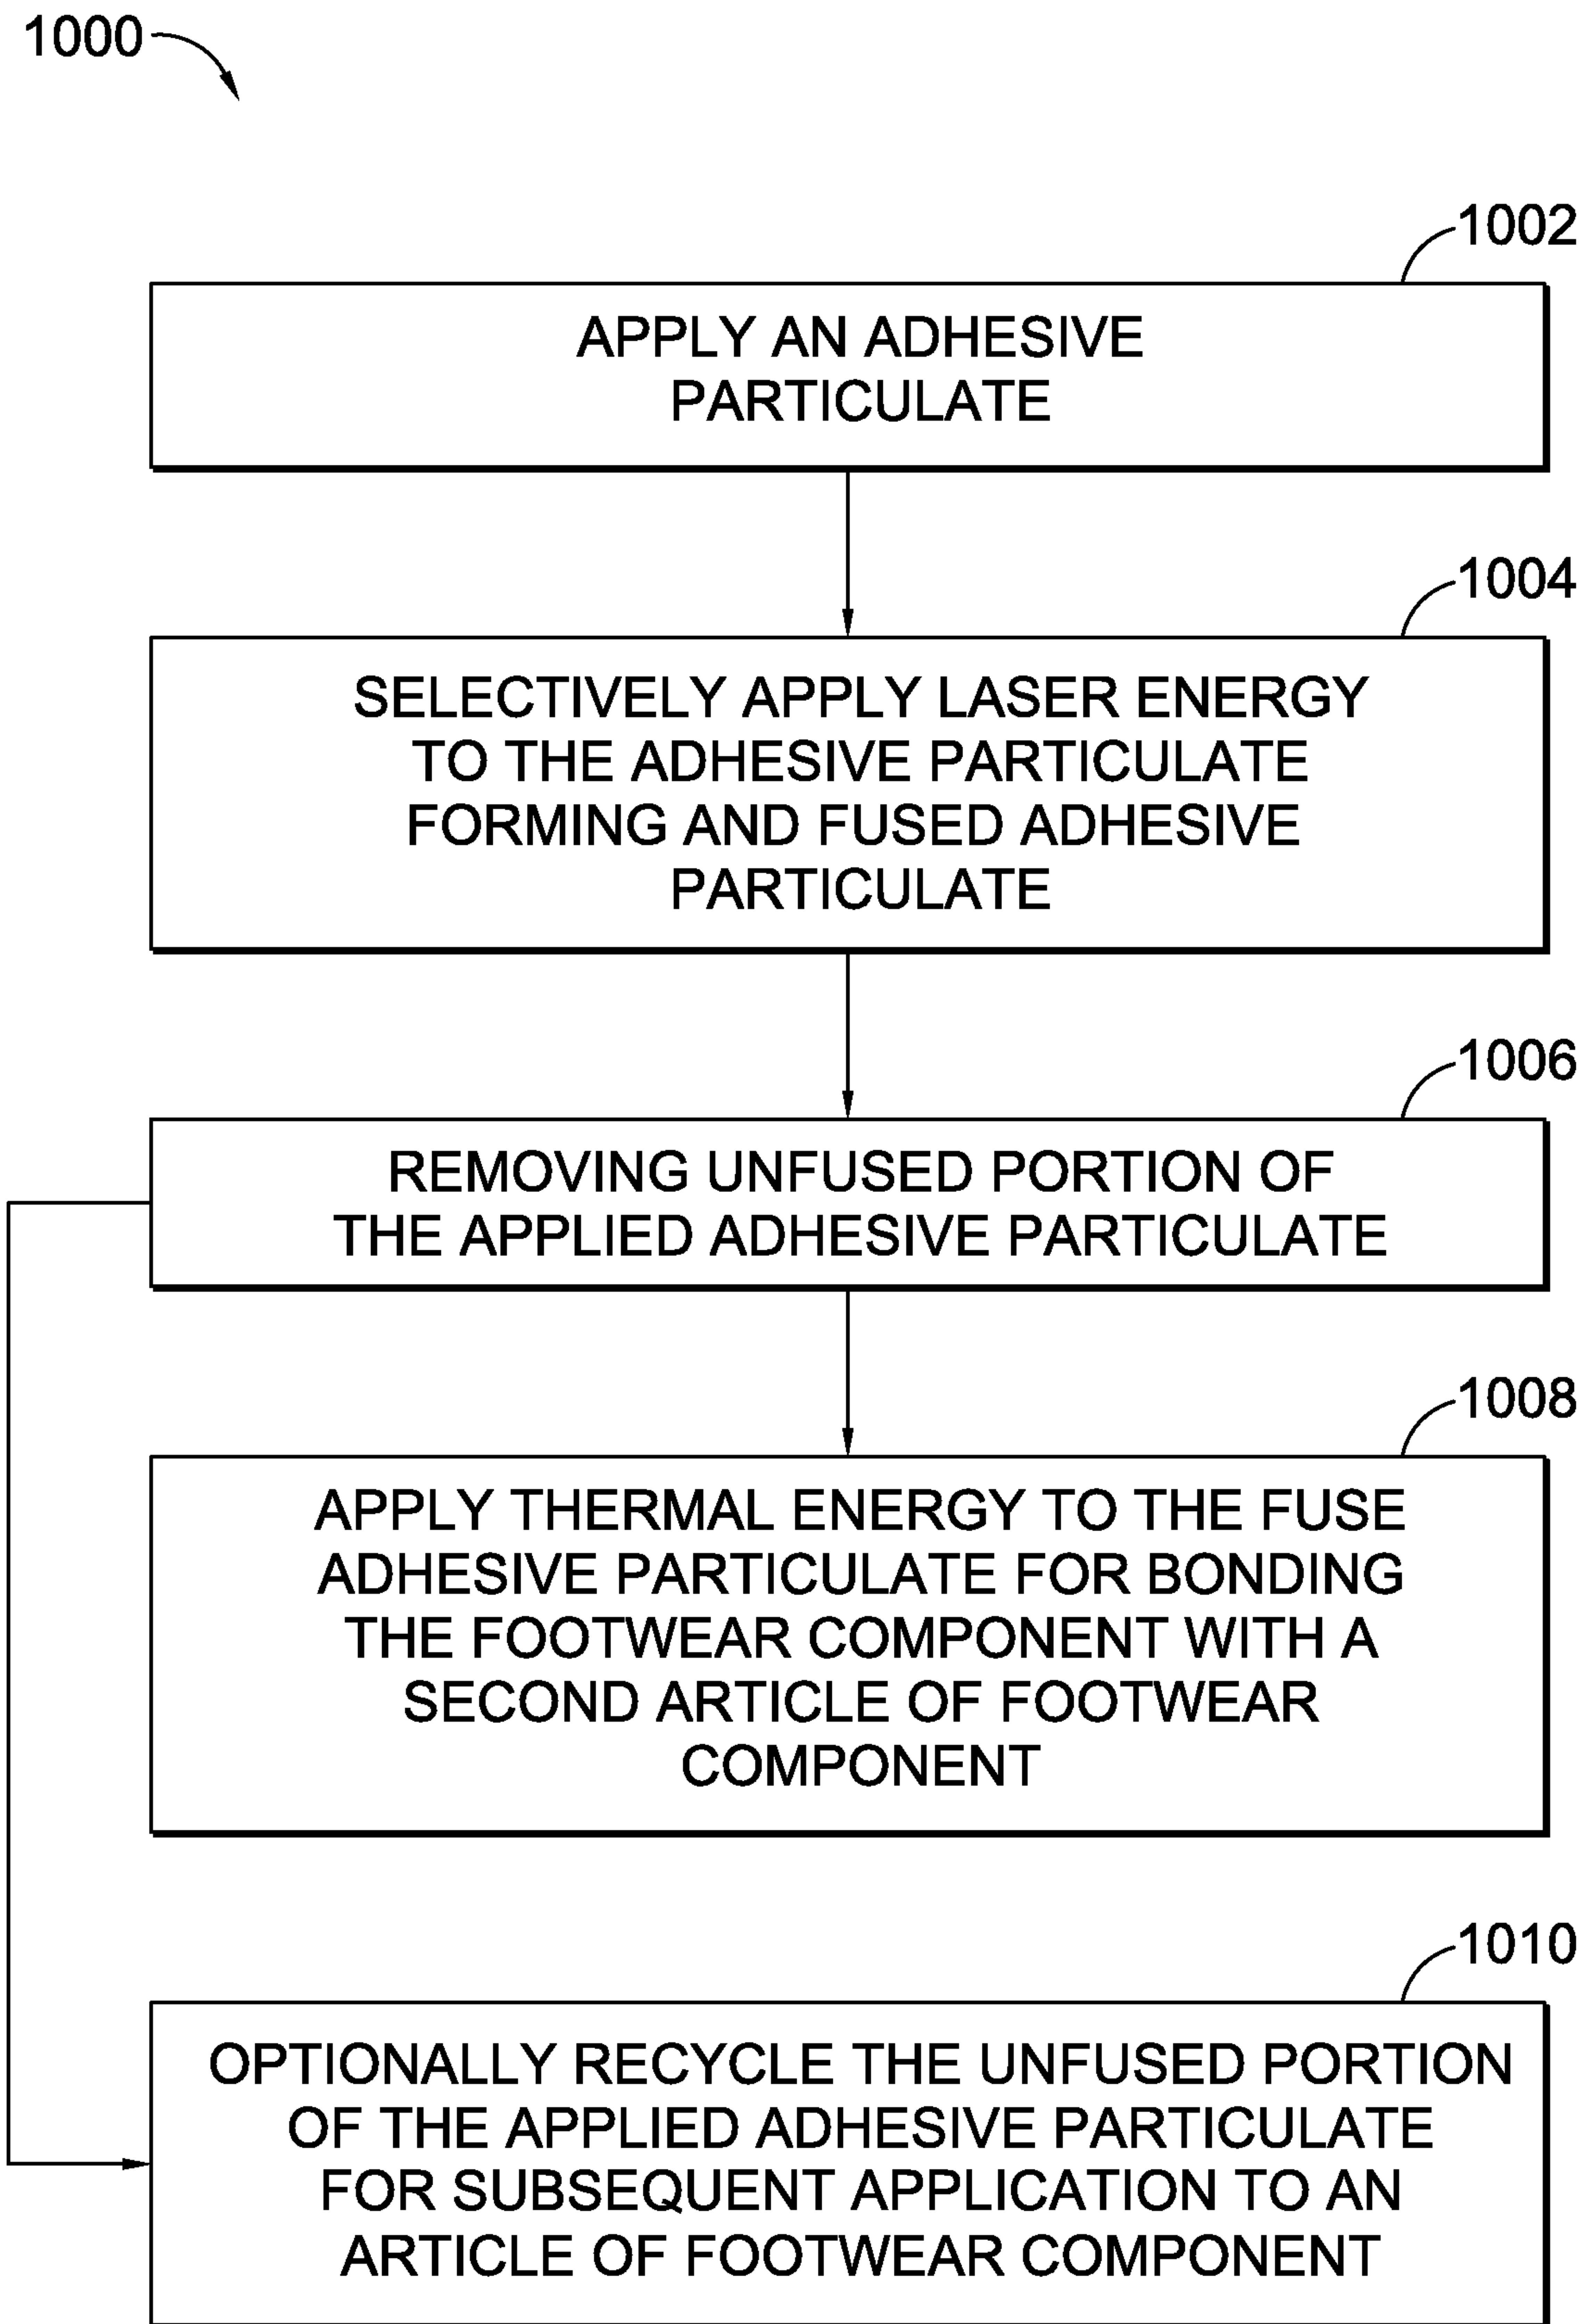 1000
1002
APPLY AN ADHESIVE
PARTICULATE
1004
SELECTIVELY APPLY LASER ENERGY
TO THE ADHESIVE PARTICULATE
FORMING AND FUSED ADHESIVE
PARTICULATE
1006
REMOVING UNFUSED PORTION OF
THE APPLIED ADHESIVE PARTICULATE
1008
APPLY THERMAL ENERGY TO THE FUSE
ADHESIVE PARTICULATE FOR BONDING
THE FOOTWEAR COMPONENT WITH A
SECOND ARTICLE OF FOOTWEAR
COMPONENT
1010
OPTIONALLY RECYCLE THE UNFUSED PORTION
OF THE APPLIED ADHESIVE PARTICULATE
FOR SUBSEQUENT APPLICATION TO AN
ARTICLE OF FOOTWEAR COMPONENT